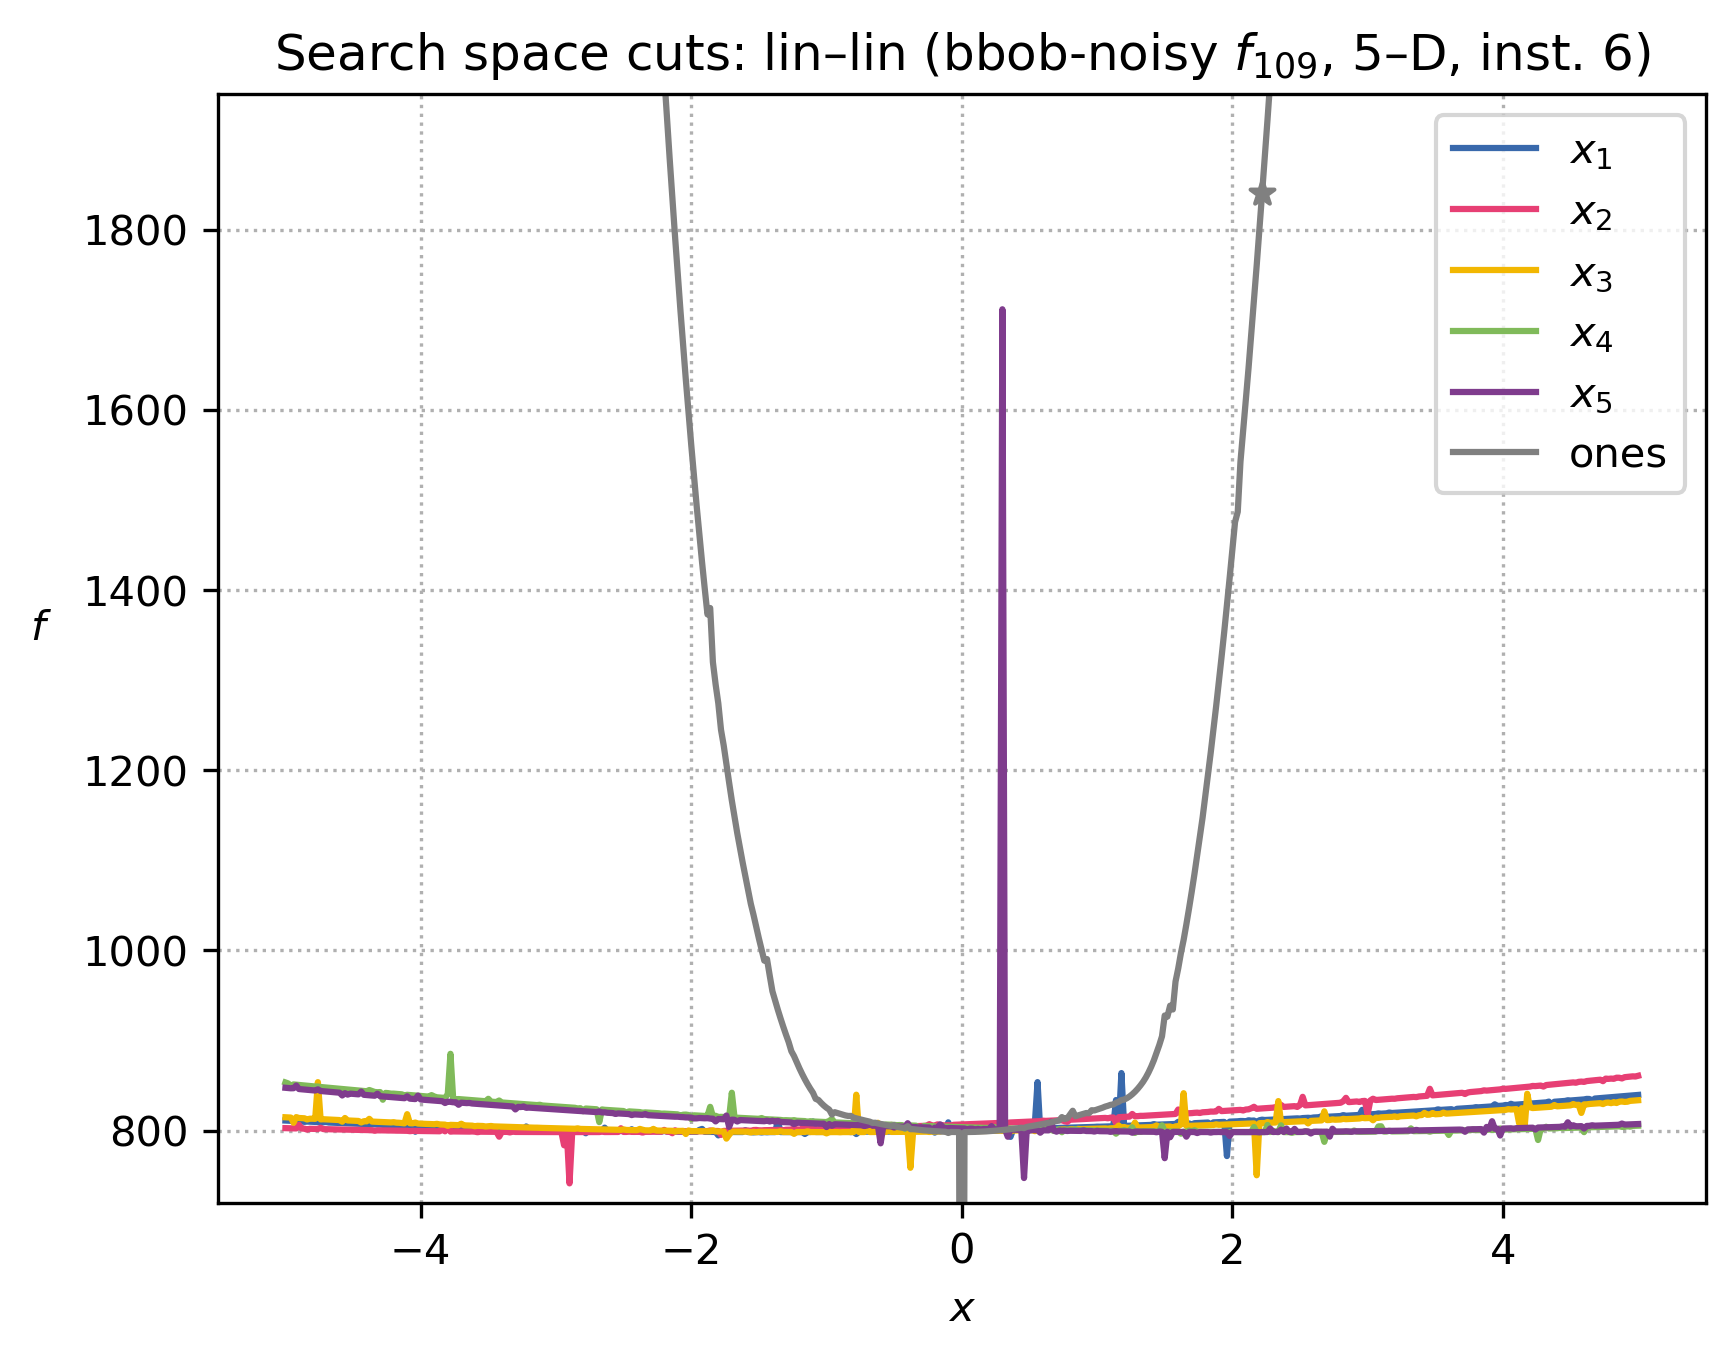 Search space cuts: lin–lin (bbob-noisy f₁₀₉, 5–D, inst. 6)
x₁
x₂
x₃
x₄
x₅
ones
1800
1600
1400
1200
1000
800
f
−4
−2
0
2
4
x